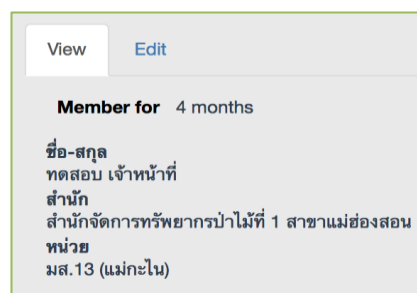 View Edit
Member for 4 months
ชื่อ-สกุล
ทดสอบ เจ้าหน้าที่
สำนัก
สำนักจัดการทรัพยากรป่าไม้ที่ 1 สาขาแม่ฮ่องสอน
หน่วย
มส.13 (แม่กะไน)